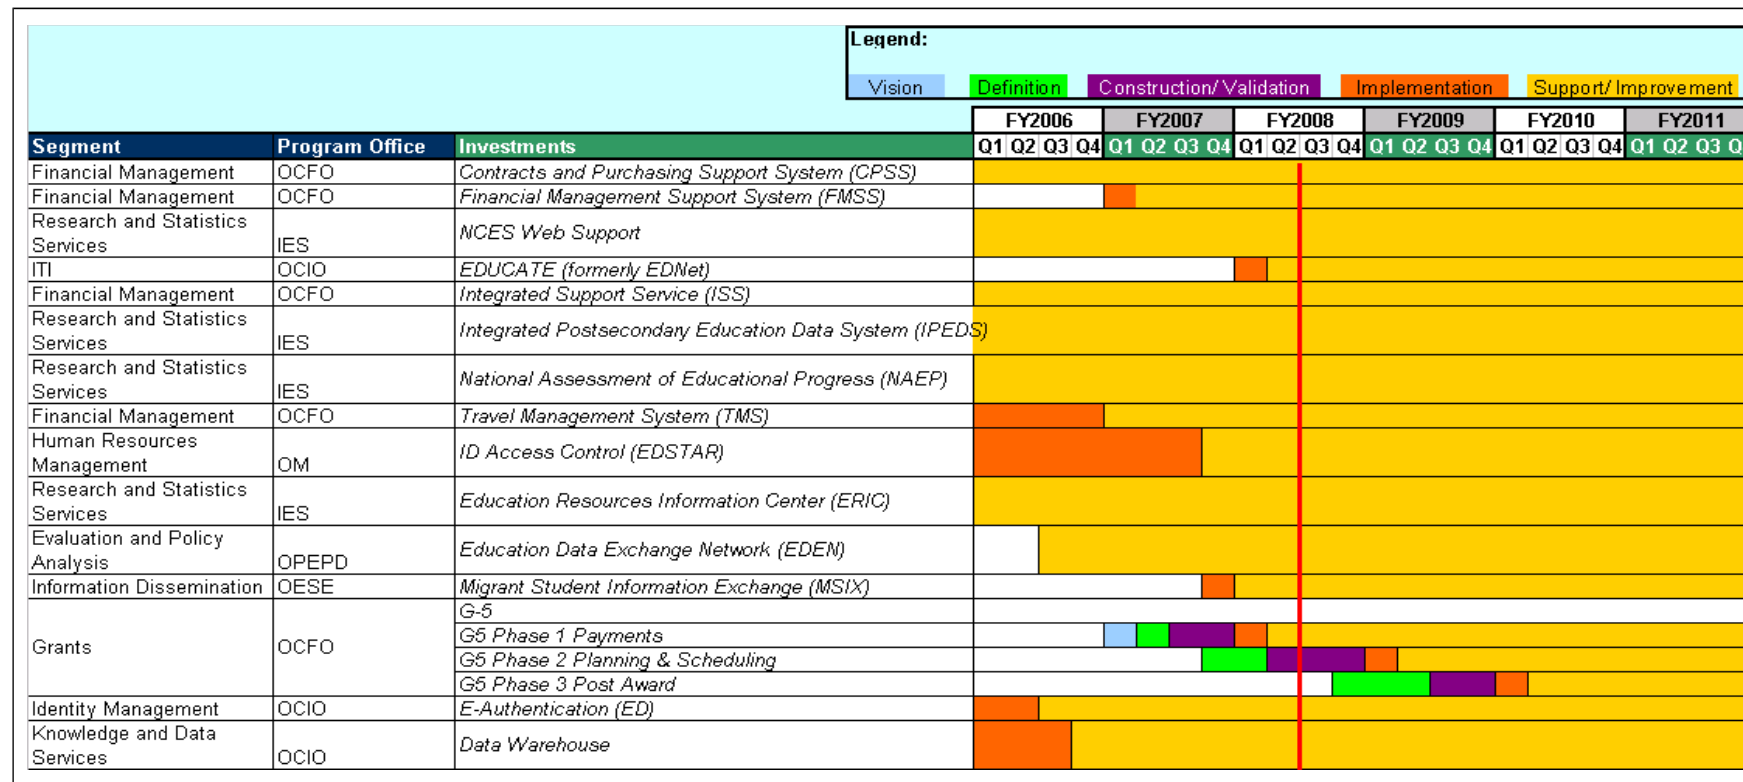 Legend:
Vision Definition Construction/Validation Implementation Support/Improvement
FY2006 FY2007 FY2008 FY2009 FY2010 FY2011
Segment Program Office Investments Q1 Q2 Q3 Q4 Q1 Q2 Q3 Q4 Q1 Q2 Q3 Q4 Q1 Q2 Q3 Q4 Q1 Q2 Q3 Q4 Q1 Q2 Q3
Financial Management OCFO Contracts and Purchasing Support System (CPSS)
Financial Management OCFO Financial Management Support System (FMSS)
Research and Statistics
Services IES NCES Web Support
ITI OCIO EDUCATE (formerly EDNet)
Financial Management OCFO Integrated Support Service (ISS)
Research and Statistics
Services IES Integrated Postsecondary Education Data System (IPEDS)
Research and Statistics
Services IES National Assessment of Educational Progress (NAEP)
Financial Management OCFO Travel Management System (TMS)
Human Resources
Management OM ID Access Control (EDSTAR)
Research and Statistics
Services IES Education Resources Information Center (ERIC)
Evaluation and Policy
Analysis OPEPD Education Data Exchange Network (EDEN)
Information Dissemination OESE Migrant Student Information Exchange (MSIX)
Grants OCFO G-5
G5 Phase 1 Payments
G5 Phase 2 Planning & Scheduling
G5 Phase 3 Post Award
Identity Management OCIO E-Authentication (ED)
Knowledge and Data
Services OCIO Data Warehouse